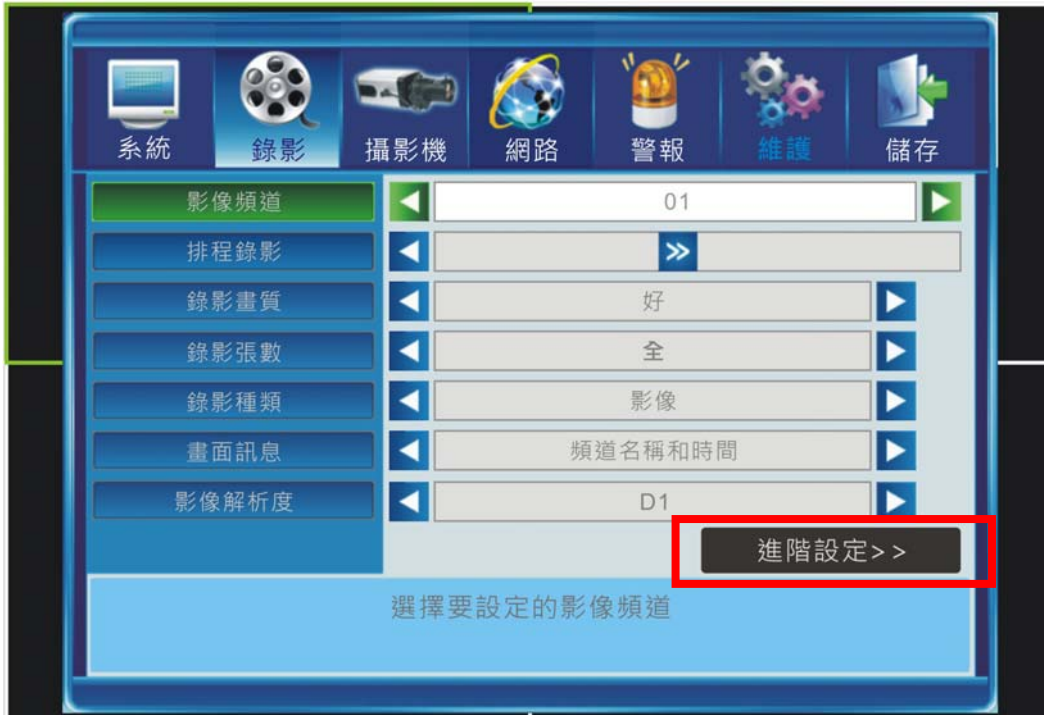 系統 錄影 攝影機 網路 警報 維護 儲存
影像頻道 01
排程錄影 >>
錄影畫質 好
錄影張數 全
錄影種類 影像
畫面訊息 頻道名稱和時間
影像解析度 D1
進階設定>>
選擇要設定的影像頻道